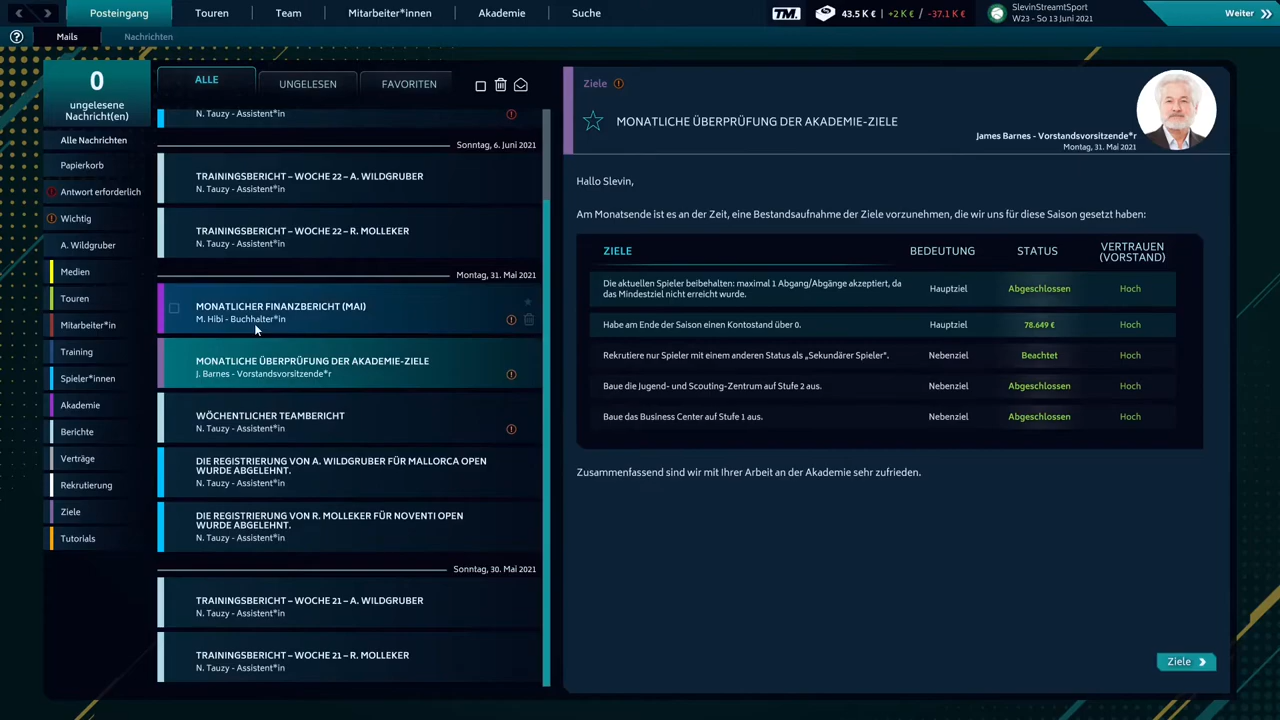 Posteingang
Touren
Team
Mitarbeiter*innen
Akademie
Suche
TM.
43.5 K € | +2 K € / -37.1 K €
SlevinStreamtSport
W23 - So 13 Juni 2021
Weiter
Mails
Nachrichten
0
ungelesene
Nachricht(en)
Alle Nachrichten
Papierkorb
Antwort erforderlich
Wichtig
A. Wildgruber
Medien
Touren
Mitarbeiter*in
Training
Spieler*innen
Akademie
Berichte
Verträge
Rekrutierung
Ziele
Tutorials
ALLE
UNGELESEN
FAVORITEN
N. Tauzy - Assistent*in
Sonntag, 6. Juni 2021
TRAININGSBERICHT – WOCHE 22 – A. WILDGRUBER
N. Tauzy - Assistent*in
TRAININGSBERICHT – WOCHE 22 – R. MOLLEKER
N. Tauzy - Assistent*in
Montag, 31. Mai 2021
MONATLICHER FINANZBERICHT (MAI)
M. Hibi - Buchhalter*in
MONATLICHE ÜBERPRÜFUNG DER AKADEMIE-ZIELE
J. Barnes - Vorstandsvorsitzende*r
WÖCHENTLICHER TEAMBERICHT
N. Tauzy - Assistent*in
DIE REGISTRIERUNG VON A. WILDGRUBER FÜR MALLORCA OPEN
WURDE ABGELEHNT.
N. Tauzy - Assistent*in
DIE REGISTRIERUNG VON R. MOLLEKER FÜR NOVENTI OPEN
WURDE ABGELEHNT.
N. Tauzy - Assistent*in
Sonntag, 30. Mai 2021
TRAININGSBERICHT – WOCHE 21 – A. WILDGRUBER
N. Tauzy - Assistent*in
TRAININGSBERICHT – WOCHE 21 – R. MOLLEKER
N. Tauzy - Assistent*in
Ziele
MONATLICHE ÜBERPRÜFUNG DER AKADEMIE-ZIELE
James Barnes - Vorstandsvorsitzende*r
Montag, 31. Mai 2021
Hallo Slevin,
Am Monatsende ist es an der Zeit, eine Bestandsaufnahme der Ziele vorzunehmen, die wir uns für diese Saison gesetzt haben:
ZIELE
BEDEUTUNG
STATUS
VERTRAUEN
(VORSTAND)
Die aktuellen Spieler beibehalten: maximal 1 Abgang/Abgänge akzeptiert, da
das Mindestziel nicht erreicht wurde.
Hauptziel
Abgeschlossen
Hoch
Habe am Ende der Saison einen Kontostand über 0.
Hauptziel
78.649 €
Hoch
Rekrutiere nur Spieler mit einem anderen Status als „Sekundärer Spieler“.
Nebenziel
Beachtet
Hoch
Baue die Jugend- und Scouting-Zentrum auf Stufe 2 aus.
Nebenziel
Abgeschlossen
Hoch
Baue das Business Center auf Stufe 1 aus.
Nebenziel
Abgeschlossen
Hoch
Zusammenfassend sind wir mit Ihrer Arbeit an der Akademie sehr zufrieden.
Ziele